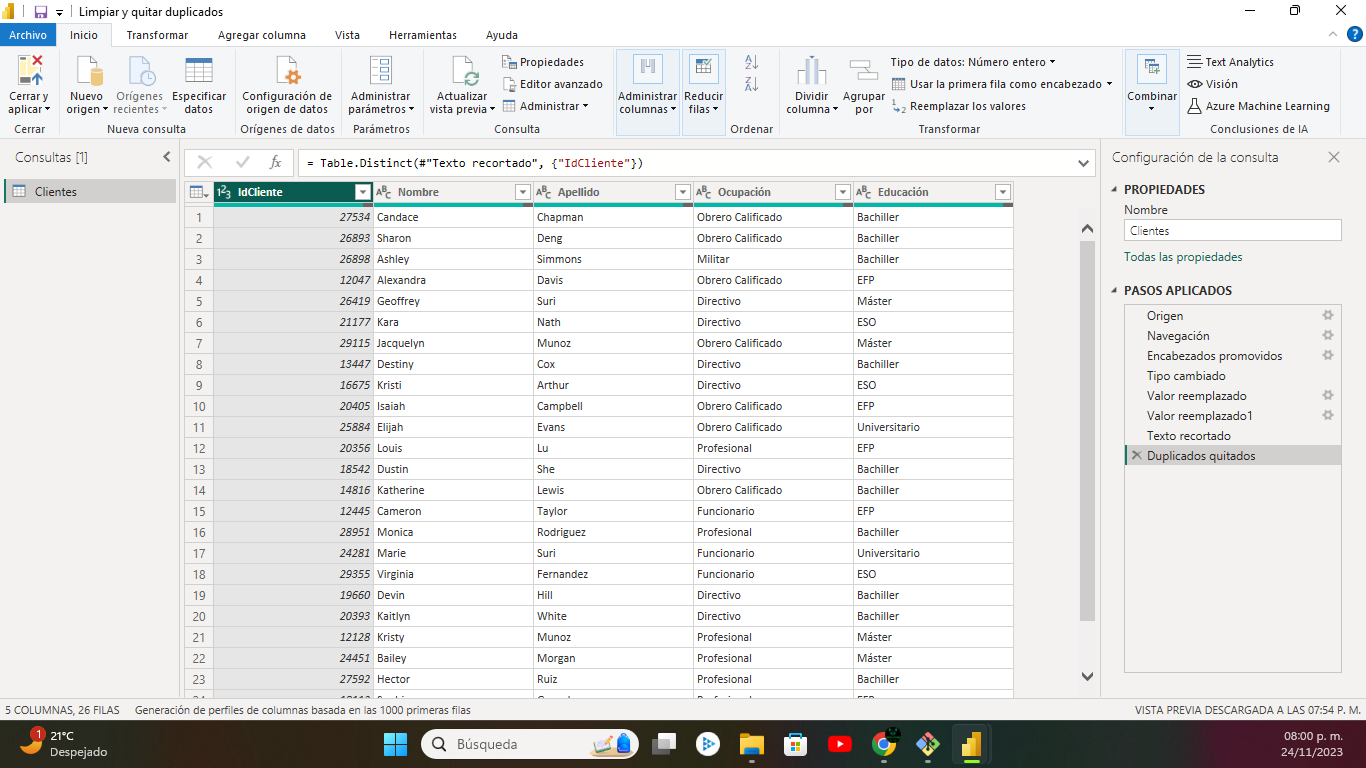 Limpiar y quitar duplicados
Archivo Inicio Transformar Agregar columna Vista Herramientas Ayuda
Cerrar y aplicar
Cerrar
Nuevo origen
Orígenes recientes
Especificar datos
Nueva consulta
Configuración de origen de datos
Orígenes de datos
Administrar parámetros
Parámetros
Actualizar vista previa
Propiedades
Editor avanzado
Administrar
Consulta
Administrar columnas
Reducir filas
Ordenar
Dividir columna
Agrupar por
Tipo de datos: Número entero
Usar la primera fila como encabezado
Reemplazar los valores
Transformar
Combinar
Text Analytics
Visión
Azure Machine Learning
Conclusiones de IA
Consultas [1]
Clientes
fx = Table.Distinct(#"Texto recortado", {"IdCliente"})
IdCliente Nombre Apellido Ocupación Educación
1 27534 Candace Chapman Obrero Calificado Bachiller
2 26893 Sharon Deng Obrero Calificado Bachiller
3 26898 Ashley Simmons Militar Bachiller
4 12047 Alexandra Davis Obrero Calificado EFP
5 26419 Geoffrey Suri Directivo Máster
6 21177 Kara Nath Directivo ESO
7 29115 Jacquelyn Munoz Obrero Calificado Máster
8 13447 Destiny Cox Directivo Bachiller
9 16675 Kristi Arthur Directivo ESO
10 20405 Isaiah Campbell Obrero Calificado EFP
11 25884 Elijah Evans Obrero Calificado Universitario
12 20356 Louis Lu Profesional EFP
13 18542 Dustin She Directivo Bachiller
14 14816 Katherine Lewis Obrero Calificado Bachiller
15 12445 Cameron Taylor Funcionario EFP
16 28951 Monica Rodriguez Profesional Bachiller
17 24281 Marie Suri Funcionario Universitario
18 29355 Virginia Fernandez Funcionario ESO
19 19660 Devin Hill Directivo Bachiller
20 20393 Kaitlyn White Directivo Bachiller
21 12128 Kristy Munoz Profesional Máster
22 24451 Bailey Morgan Profesional Máster
23 27592 Hector Ruiz Profesional Bachiller
Configuración de la consulta
PROPIEDADES
Nombre
Clientes
Todas las propiedades
PASOS APLICADOS
Origen
Navegación
Encabezados promovidos
Tipo cambiado
Valor reemplazado
Valor reemplazado1
Texto recortado
Duplicados quitados
5 COLUMNAS, 26 FILAS Generación de perfiles de columnas basada en las 1000 primeras filas
VISTA PREVIA DESCARGADA A LAS 07:54 P. M.
1
21°C
Despejado
Búsqueda
08:00 p. m.
24/11/2023